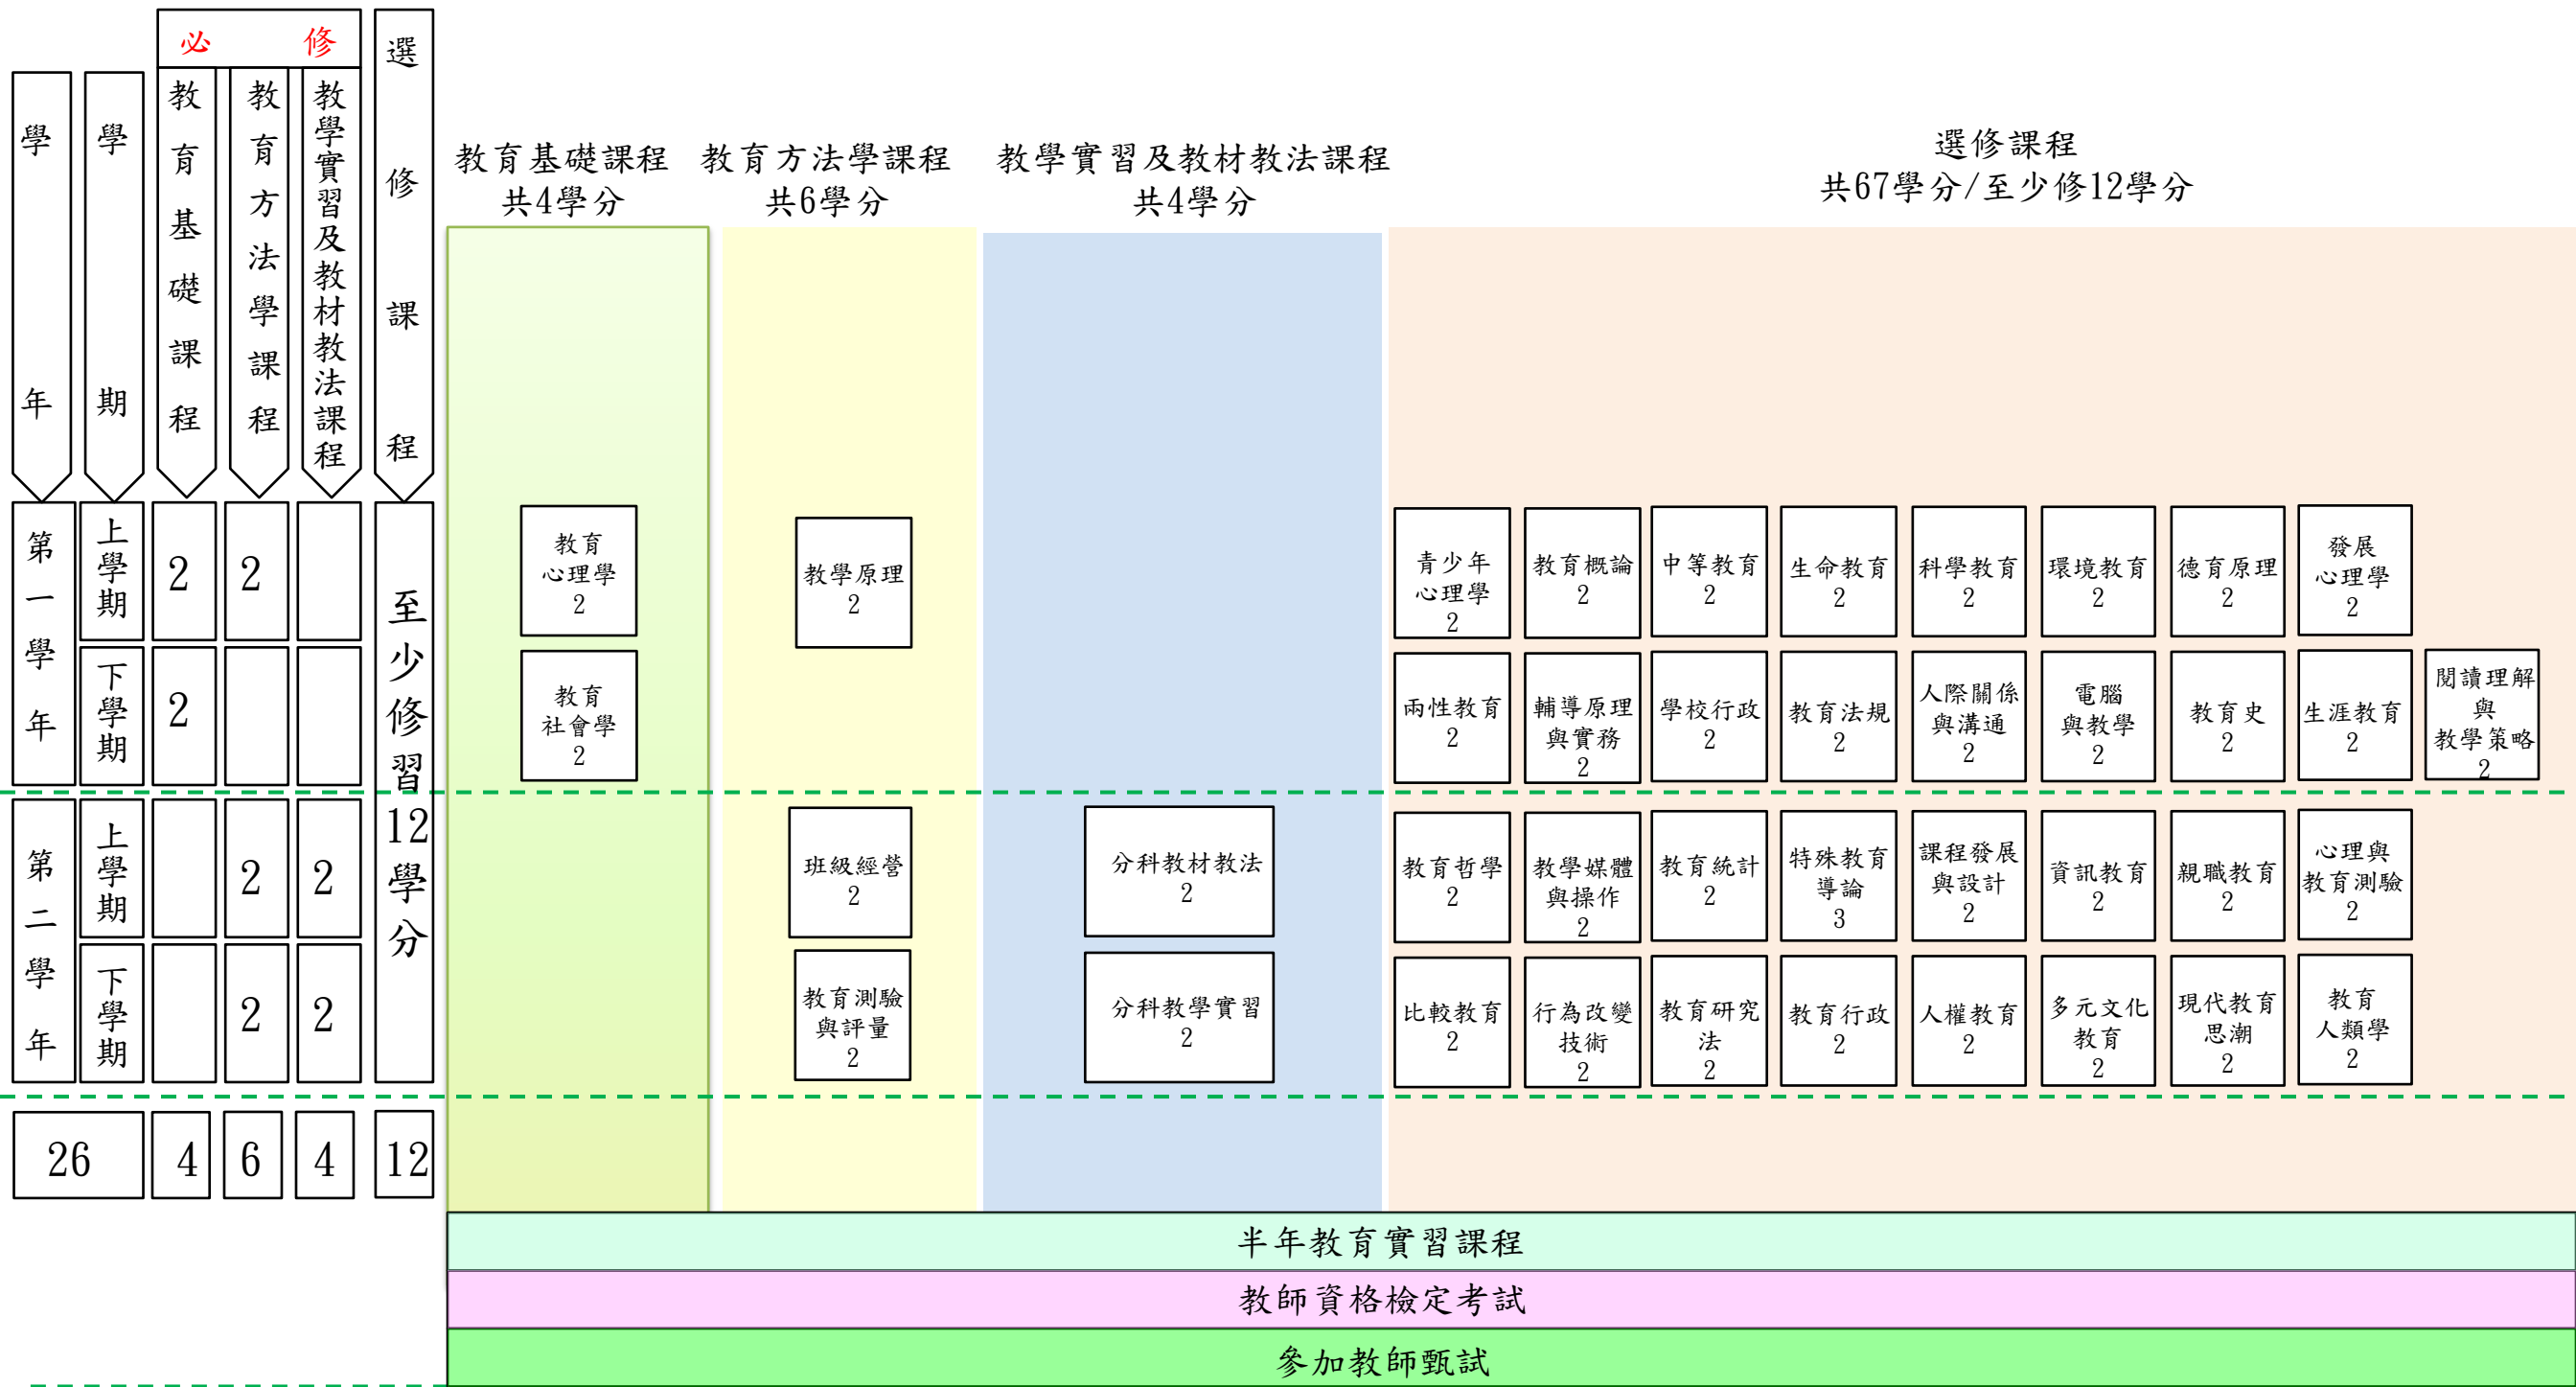 必 修
選修課程
學年
學期
教育基礎課程
教育方法學課程
教學實習及教材教法課程
教育基礎課程
共4學分
教育方法學課程
共6學分
教學實習及教材教法課程
共4學分
選修課程
共67學分/至少修12學分
第一學年
上學期
2
2
下學期
2
第二學年
上學期
2
2
下學期
2
2
至少修習12學分
26
4
6
4
12
教育
心理學
2
教學原理
2
青少年
心理學
2
教育概論
2
中等教育
2
生命教育
2
科學教育
2
環境教育
2
德育原理
2
發展
心理學
2
教育
社會學
2
兩性教育
2
輔導原理
與實務
2
學校行政
2
教育法規
2
人際關係
與溝通
2
電腦
與教學
2
教育史
2
生涯教育
2
閱讀理解
與
教學策略
2
班級經營
2
分科教材教法
2
教育哲學
2
教學媒體
與操作
2
教育統計
2
特殊教育
導論
3
課程發展
與設計
2
資訊教育
2
親職教育
2
心理與
教育測驗
2
教育測驗
與評量
2
分科教學實習
2
比較教育
2
行為改變
技術
2
教育研究
法
2
教育行政
2
人權教育
2
多元文化
教育
2
現代教育
思潮
2
教育
人類學
2
半年教育實習課程
教師資格檢定考試
參加教師甄試